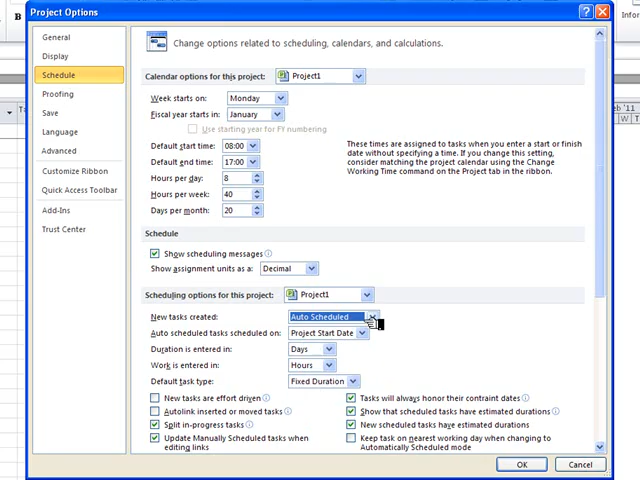 Project Options
B
Infor
General
Display
Schedule
Proofing
Save
Language
Advanced
Customize Ribbon
Quick Access Toolbar
Add-Ins
Trust Center
Change options related to scheduling, calendars, and calculations.
Calendar options for this project: Project1
Week starts on: Monday
Fiscal year starts in: January
Use starting year for FY numbering
Default start time: 08:00
Default end time: 17:00
Hours per day: 8
Hours per week: 40
Days per month: 20
These times are assigned to tasks when you enter a start or finish
date without specifying a time. If you change this setting,
consider matching the project calendar using the Change
Working Time command on the Project tab in the ribbon.
Schedule
Show scheduling messages
Show assignment units as a: Decimal
Scheduling options for this project: Project1
New tasks created: Auto Scheduled
Auto scheduled tasks scheduled on: Project Start Date
Duration is entered in: Days
Work is entered in: Hours
Default task type: Fixed Duration
New tasks are effort driven
Autolink inserted or moved tasks
Split in-progress tasks
Update Manually Scheduled tasks when
editing links
Tasks will always honor their contraint dates
Show that scheduled tasks have estimated durations
New scheduled tasks have estimated durations
Keep task on nearest working day when changing to
Automatically Scheduled mode
OK Cancel
'11
W T